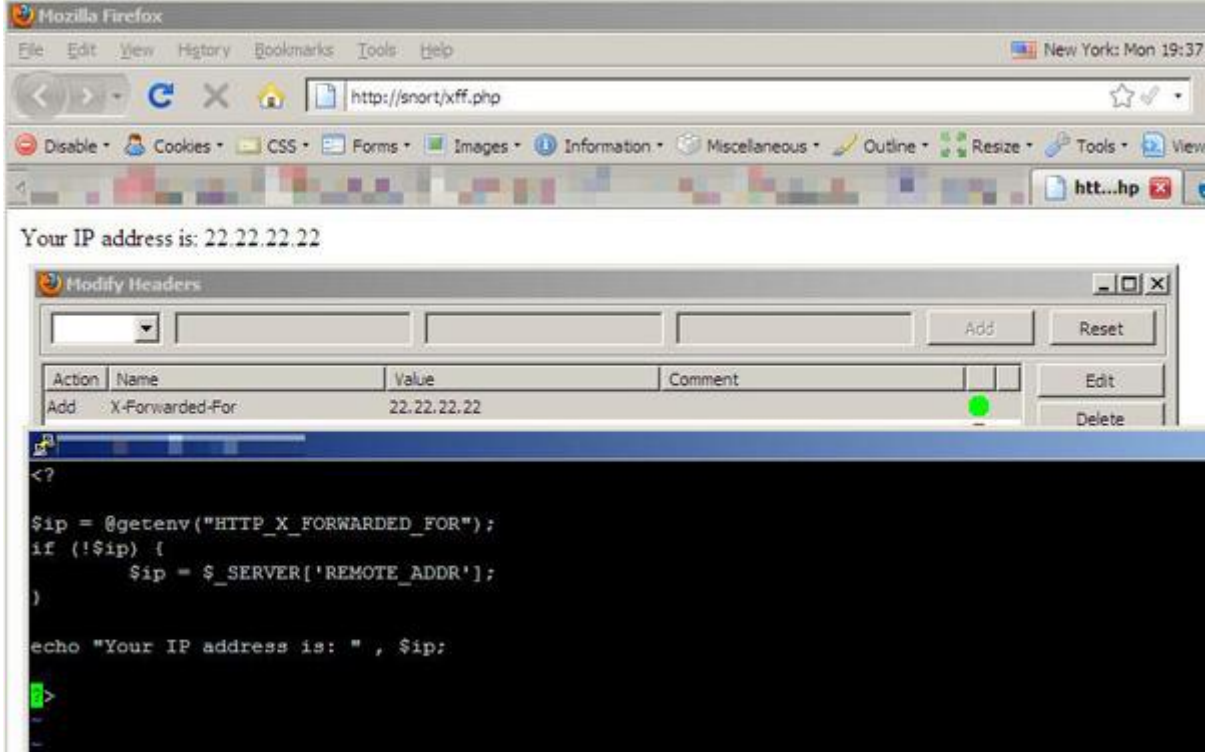 Mozilla Firefox
File Edit View History Bookmarks Tools Help New York: Mon 19:37
http://snort/xff.php
Disable Cookies CSS Forms Images Information Miscellaneous Outline Resize Tools View
htt...hp
Your IP address is: 22.22.22.22
Modify Headers
Add Reset
Action Name Value Comment Edit
Add X-Forwarded-For 22.22.22.22
Delete
<?
$ip = @getenv("HTTP_X_FORWARDED_FOR");
if (!$ip) {
$ip = $_SERVER['REMOTE_ADDR'];
}
echo "Your IP address is: " , $ip;
?>
~
~